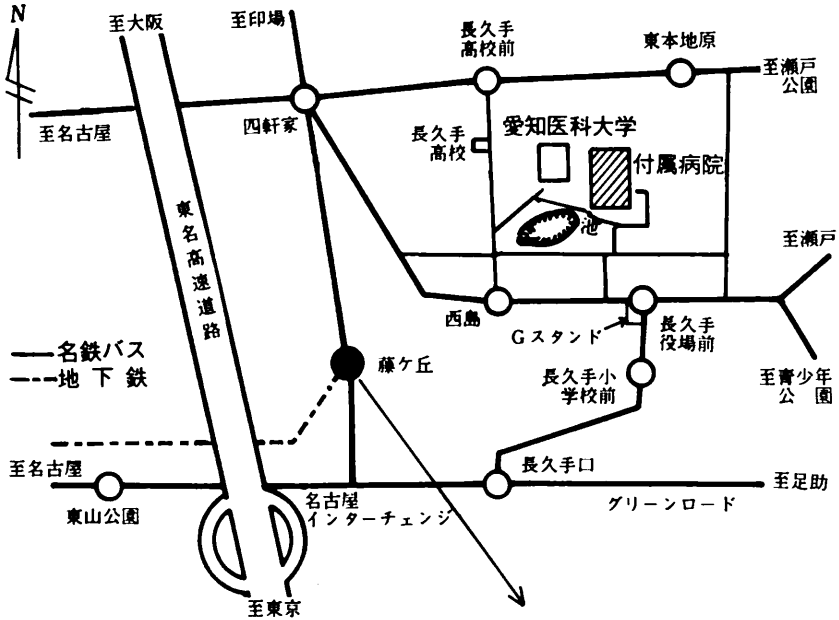 N
至大阪
至印場
長久手
高校前
東本地原
至瀬戸
公園
至名古屋
四軒家
長久手
高校
愛知医科大学
付属病院
池
東名高速道路
至瀬戸
西島
Gスタンド
長久手
役場前
名鉄バス
地下鉄
藤ケ丘
長久手小
学校前
至青少年
公園
至名古屋
長久手口
至足助
東山公園
名古屋
インターチェンジ
グリーンロード
至東京